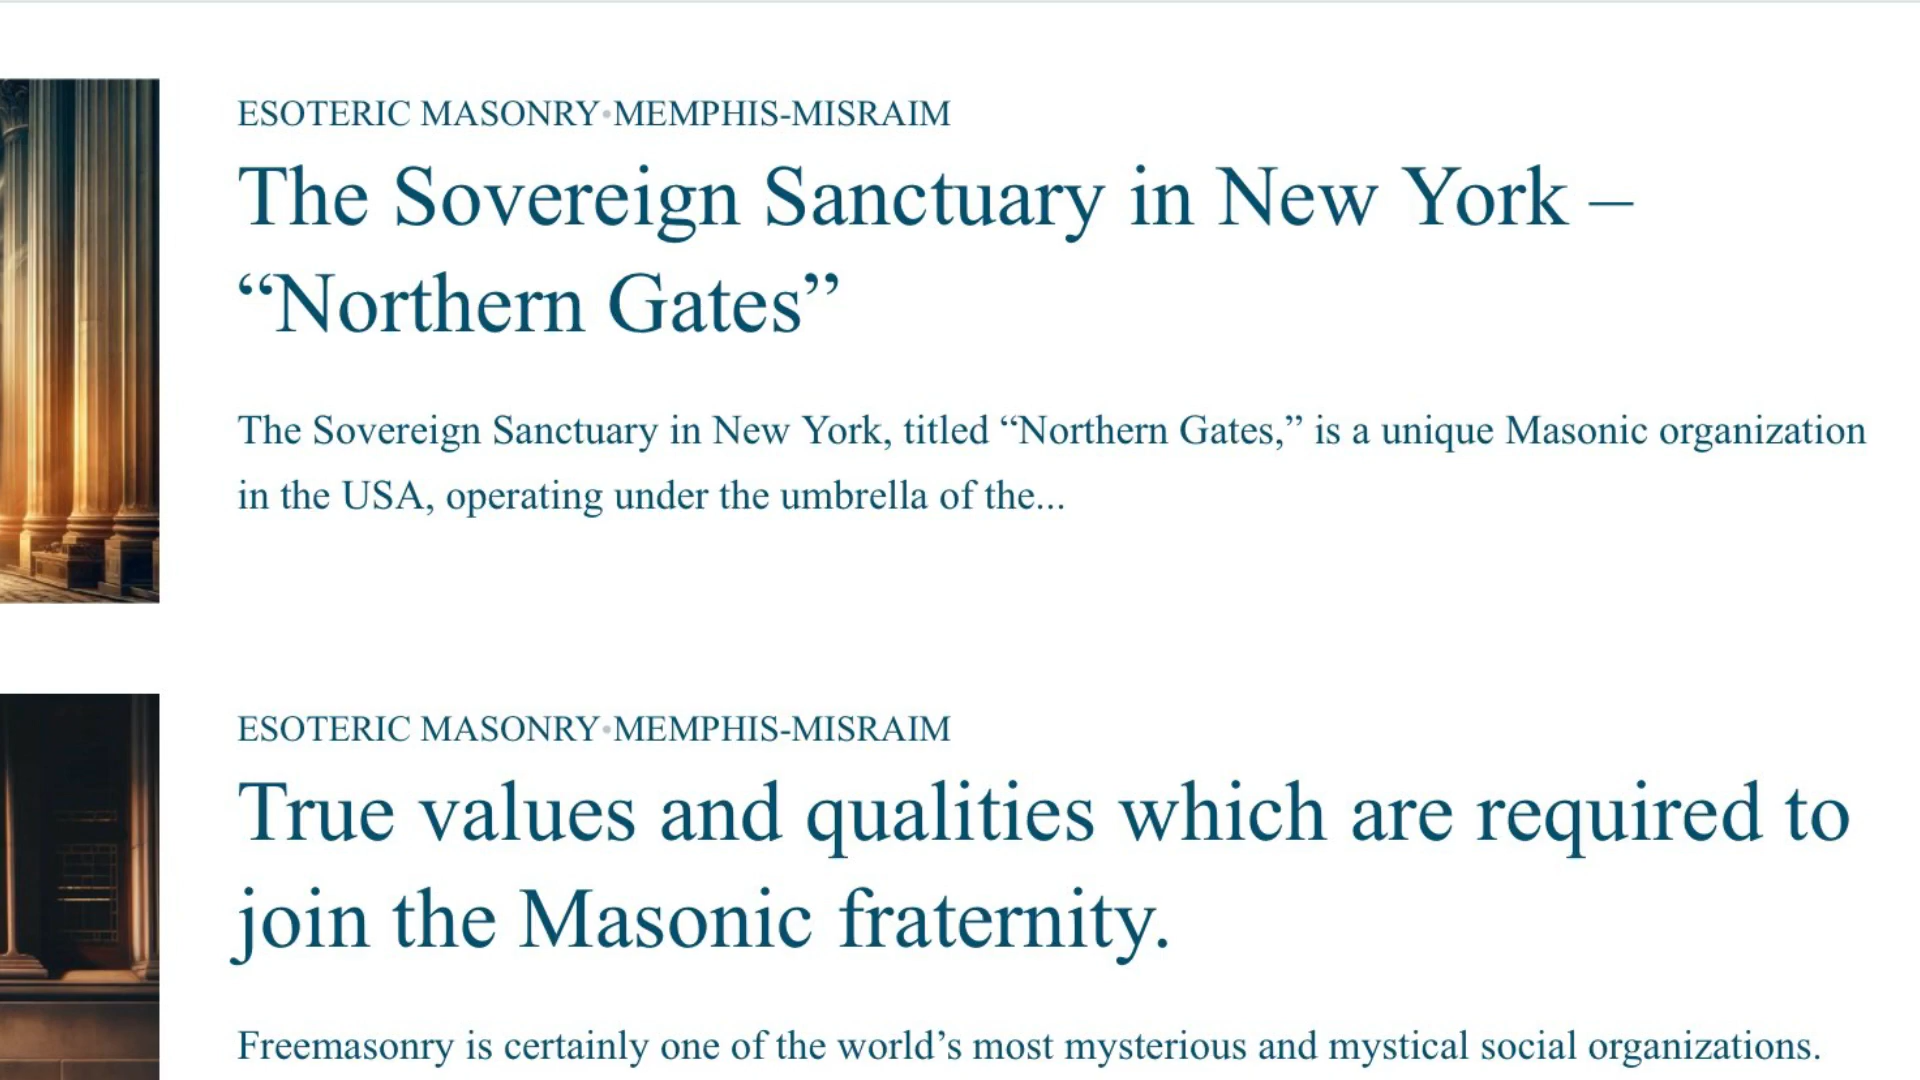 ESOTERIC MASONRY•MEMPHIS-MISRAIM
The Sovereign Sanctuary in New York –
“Northern Gates”
The Sovereign Sanctuary in New York, titled “Northern Gates,” is a unique Masonic organization
in the USA, operating under the umbrella of the...
ESOTERIC MASONRY•MEMPHIS-MISRAIM
True values and qualities which are required to
join the Masonic fraternity.
Freemasonry is certainly one of the world’s most mysterious and mystical social organizations.